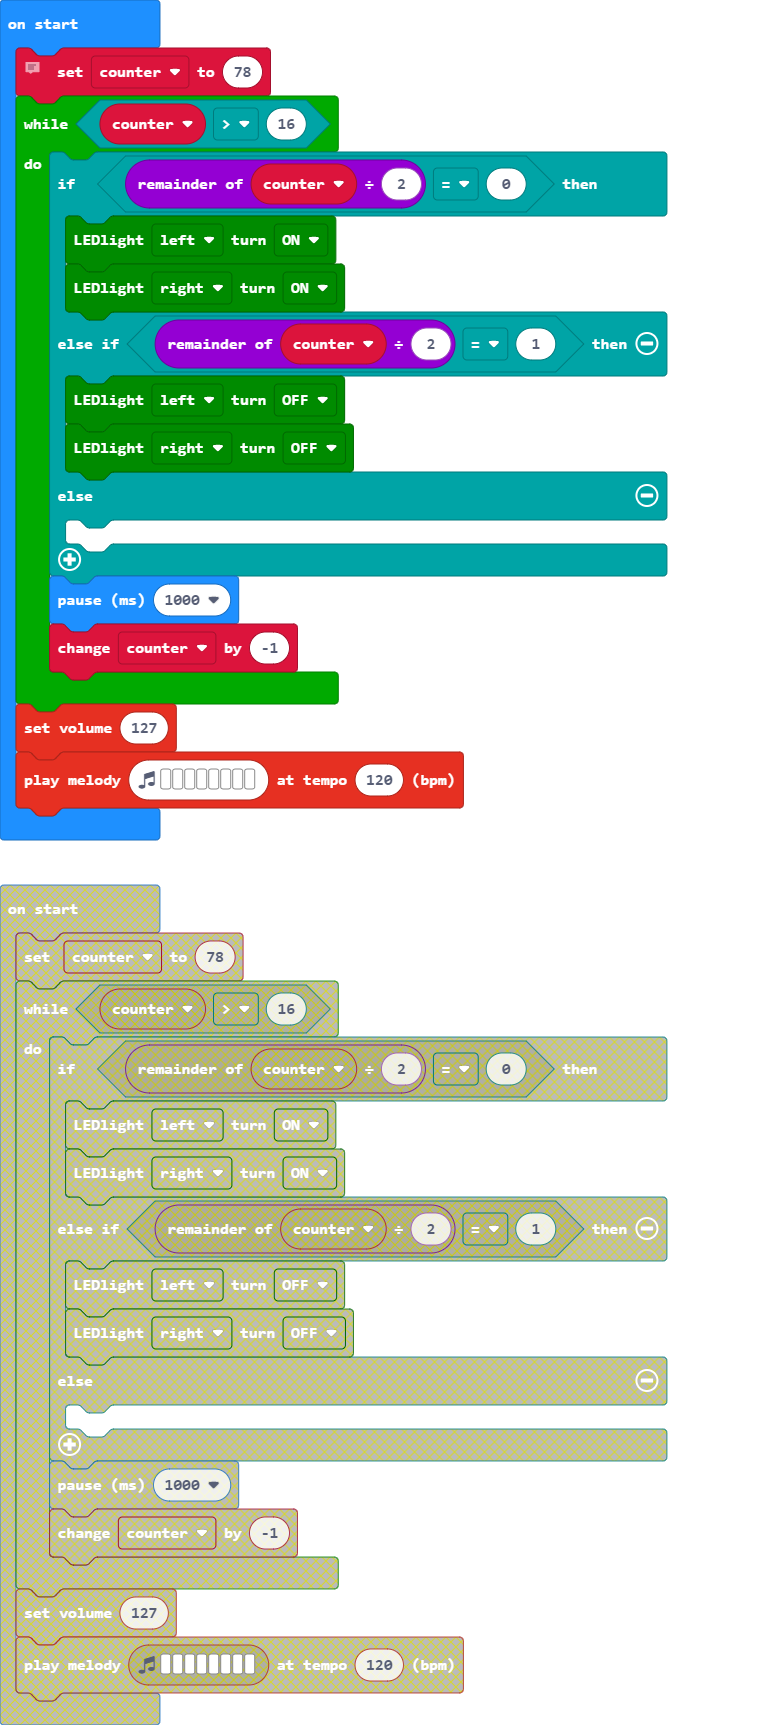 on start
set counter to 78
while counter > 16
do
if remainder of counter ÷ 2 = 0 then
LEDlight left turn ON
LEDlight right turn ON
else if remainder of counter ÷ 2 = 1 then
LEDlight left turn OFF
LEDlight right turn OFF
else
pause (ms) 1000
change counter by -1
set volume 127
play melody at tempo 120 (bpm)
on start
set counter to 78
while counter > 16
do
if remainder of counter ÷ 2 = 0 then
LEDlight left turn ON
LEDlight right turn ON
else if remainder of counter ÷ 2 = 1 then
LEDlight left turn OFF
LEDlight right turn OFF
else
pause (ms) 1000
change counter by -1
set volume 127
play melody at tempo 120 (bpm)